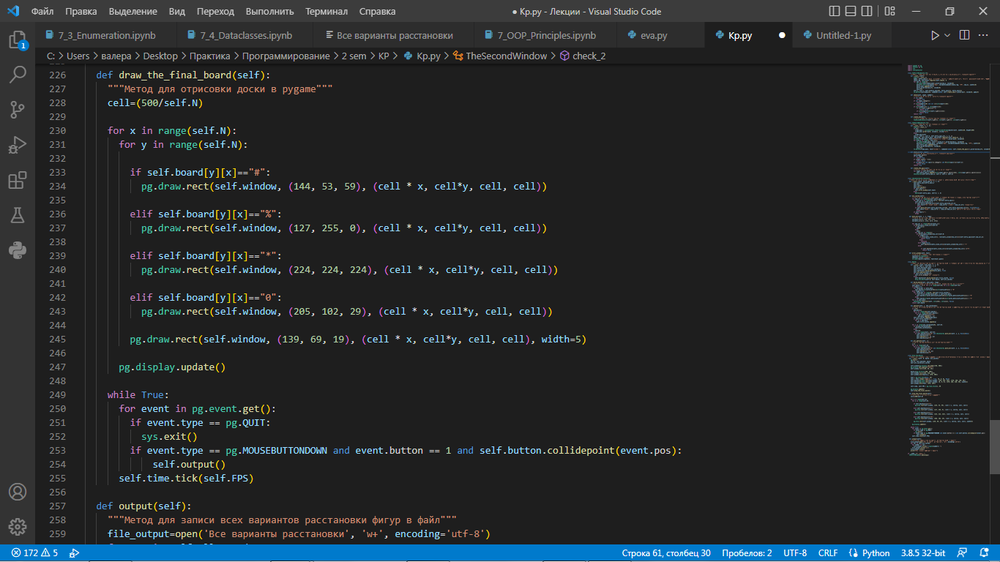 Файл Правка Выделение Вид Переход Выполнить Терминал Справка ● Кр.py - Лекции - Visual Studio Code
7_3_Enumeration.ipynb 7_4_Dataclasses.ipynb Все варианты расстановки 7_OOP_Principles.ipynb eva.py Кр.py ● Untitled-1.py
C: > Users > валера > Desktop > Практика > Программирование > 2 sem > КР > Кр.py > TheSecondWindow > check_2
226 def draw_the_final_board(self):
227 """Метод для отрисовки доски в pygame"""
228 cell=(500/self.N)
229
230 for x in range(self.N):
231 for y in range(self.N):
232
233 if self.board[y][x]=="#":
234 pg.draw.rect(self.window, (144, 53, 59), (cell * x, cell*y, cell, cell))
235
236 elif self.board[y][x]=="%":
237 pg.draw.rect(self.window, (127, 255, 0), (cell * x, cell*y, cell, cell))
238
239 elif self.board[y][x]=="*":
240 pg.draw.rect(self.window, (224, 224, 224), (cell * x, cell*y, cell, cell))
241
242 elif self.board[y][x]=="0":
243 pg.draw.rect(self.window, (205, 102, 29), (cell * x, cell*y, cell, cell))
244
245 pg.draw.rect(self.window, (139, 69, 19), (cell * x, cell*y, cell, cell), width=5)
246
247 pg.display.update()
248
249 while True:
250 for event in pg.event.get():
251 if event.type == pg.QUIT:
252 sys.exit()
253 if event.type == pg.MOUSEBUTTONDOWN and event.button == 1 and self.button.collidepoint(event.pos):
254 self.output()
255 self.time.tick(self.FPS)
256
257 def output(self):
258 """Метод для записи всех вариантов расстановки фигур в файл"""
259 file_output=open('Все варианты расстановки', 'w+', encoding='utf-8')
1
172 5 Строка 61, столбец 30 Пробелов: 2 UTF-8 CRLF Python 3.8.5 32-bit